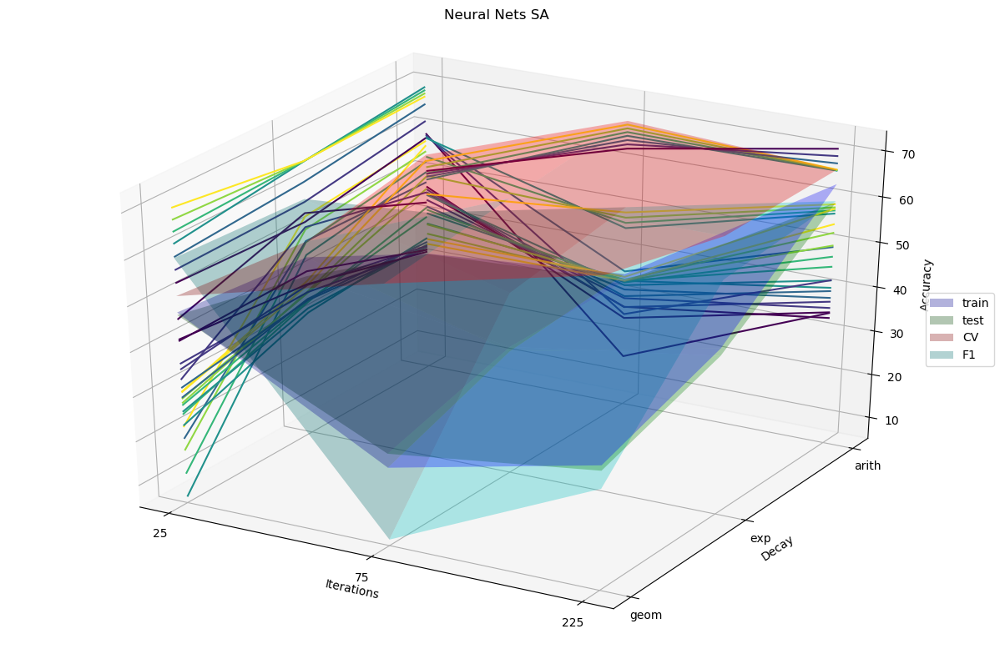 Neural Nets SA
70
60
50
40
30
20
10
Accuracy
train
test
CV
F1
arith
exp
geom
Decay
25
75
225
Iterations